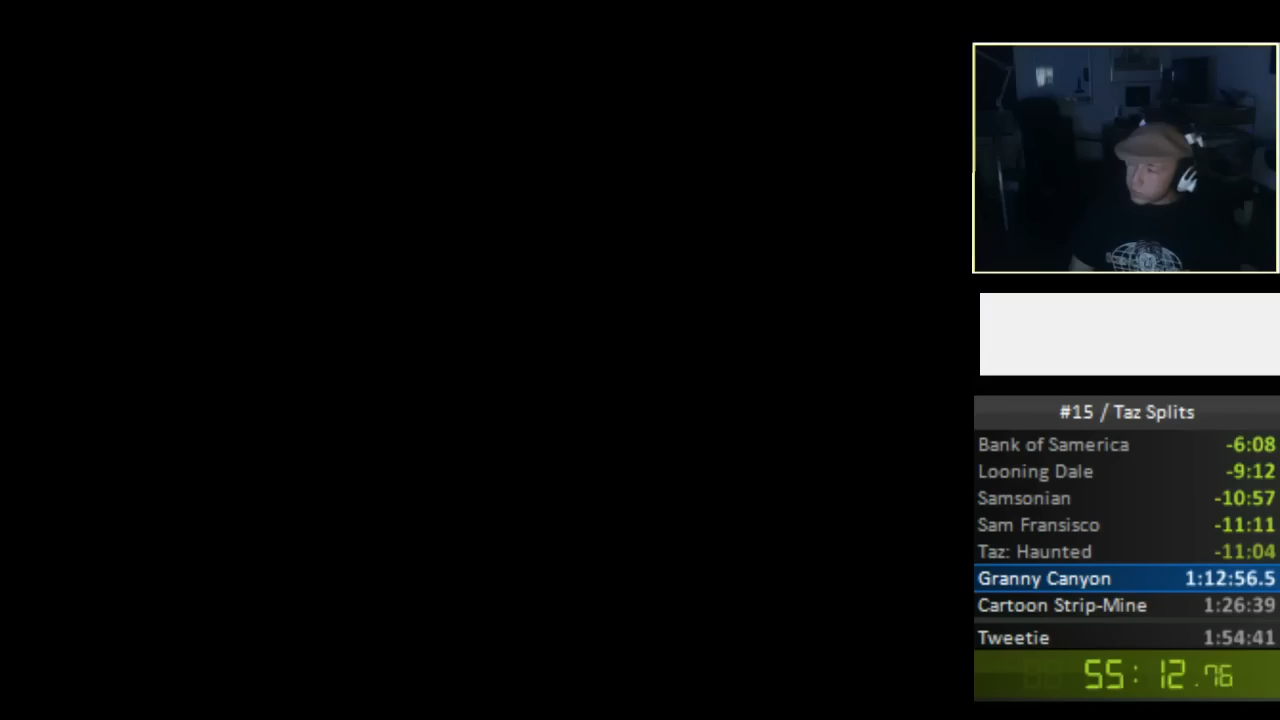 #15 / Taz Splits
Bank of Samerica -6:08
Looning Dale -9:12
Samsonian -10:57
Sam Fransisco -11:11
Taz: Haunted -11:04
Granny Canyon 1:12:56.5
Cartoon Strip-Mine 1:26:39
Tweetie 1:54:41
55:12.76